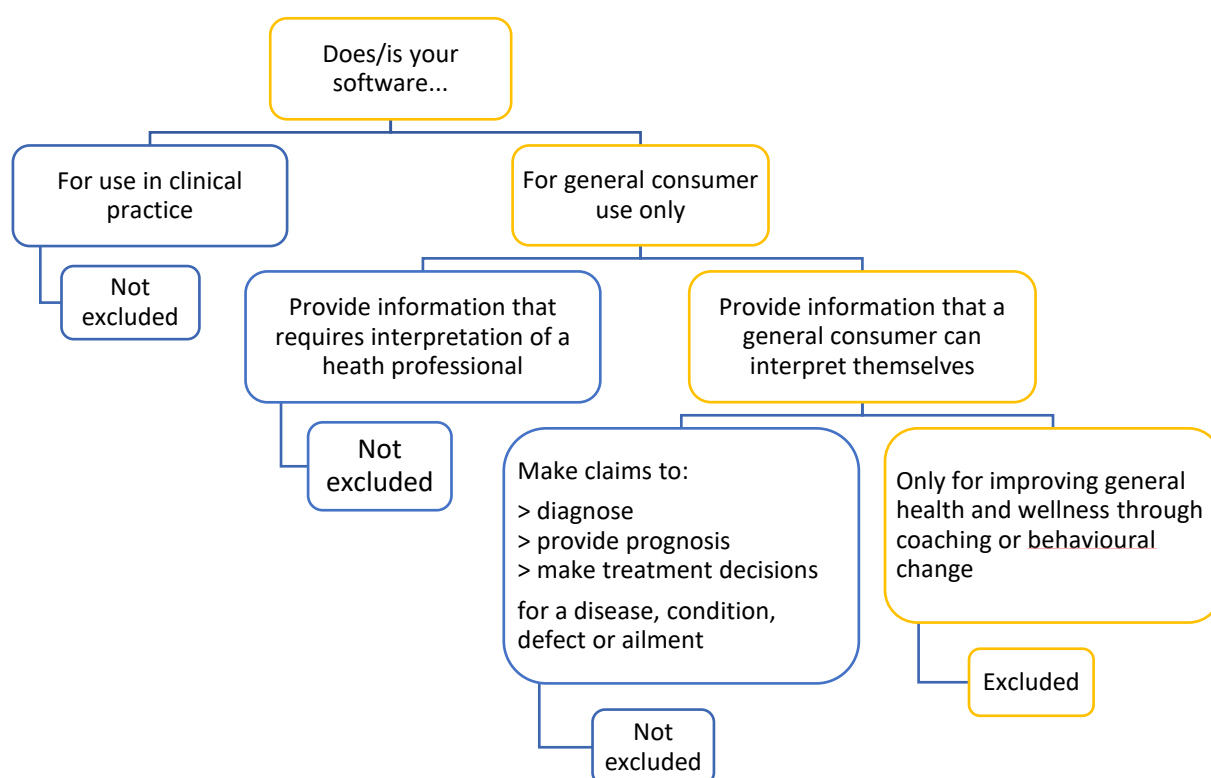 Does/is your
software...
For use in clinical
practice
For general consumer
use only
Not
excluded
Provide information that
requires interpretation of a
heath professional
Provide information that a
general consumer can
interpret themselves
Not
excluded
Make claims to:
> diagnose
> provide prognosis
> make treatment decisions
for a disease, condition,
defect or ailment
Only for improving general
health and wellness through
coaching or behavioural
change
Not
excluded
Excluded